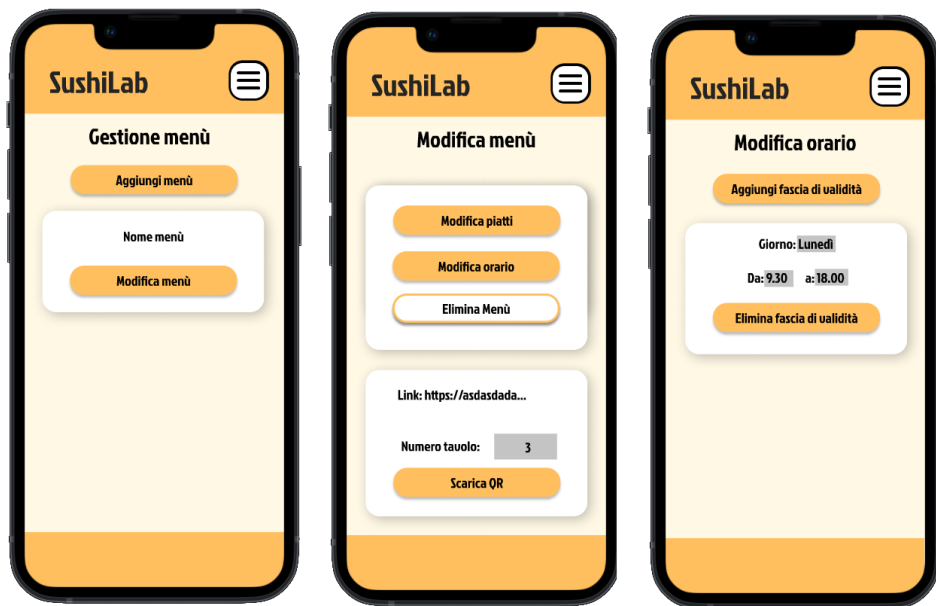 SushiLab
Gestione menù
Aggiungi menù
Nome menù
Modifica menù
SushiLab
Modifica menù
Modifica piatti
Modifica orario
Elimina Menù
Link: https://asdasdada...
Numero tavolo: 3
Scarica QR
SushiLab
Modifica orario
Aggiungi fascia di validità
Giorno: Lunedì
Da: 9.30 a: 18.00
Elimina fascia di validità